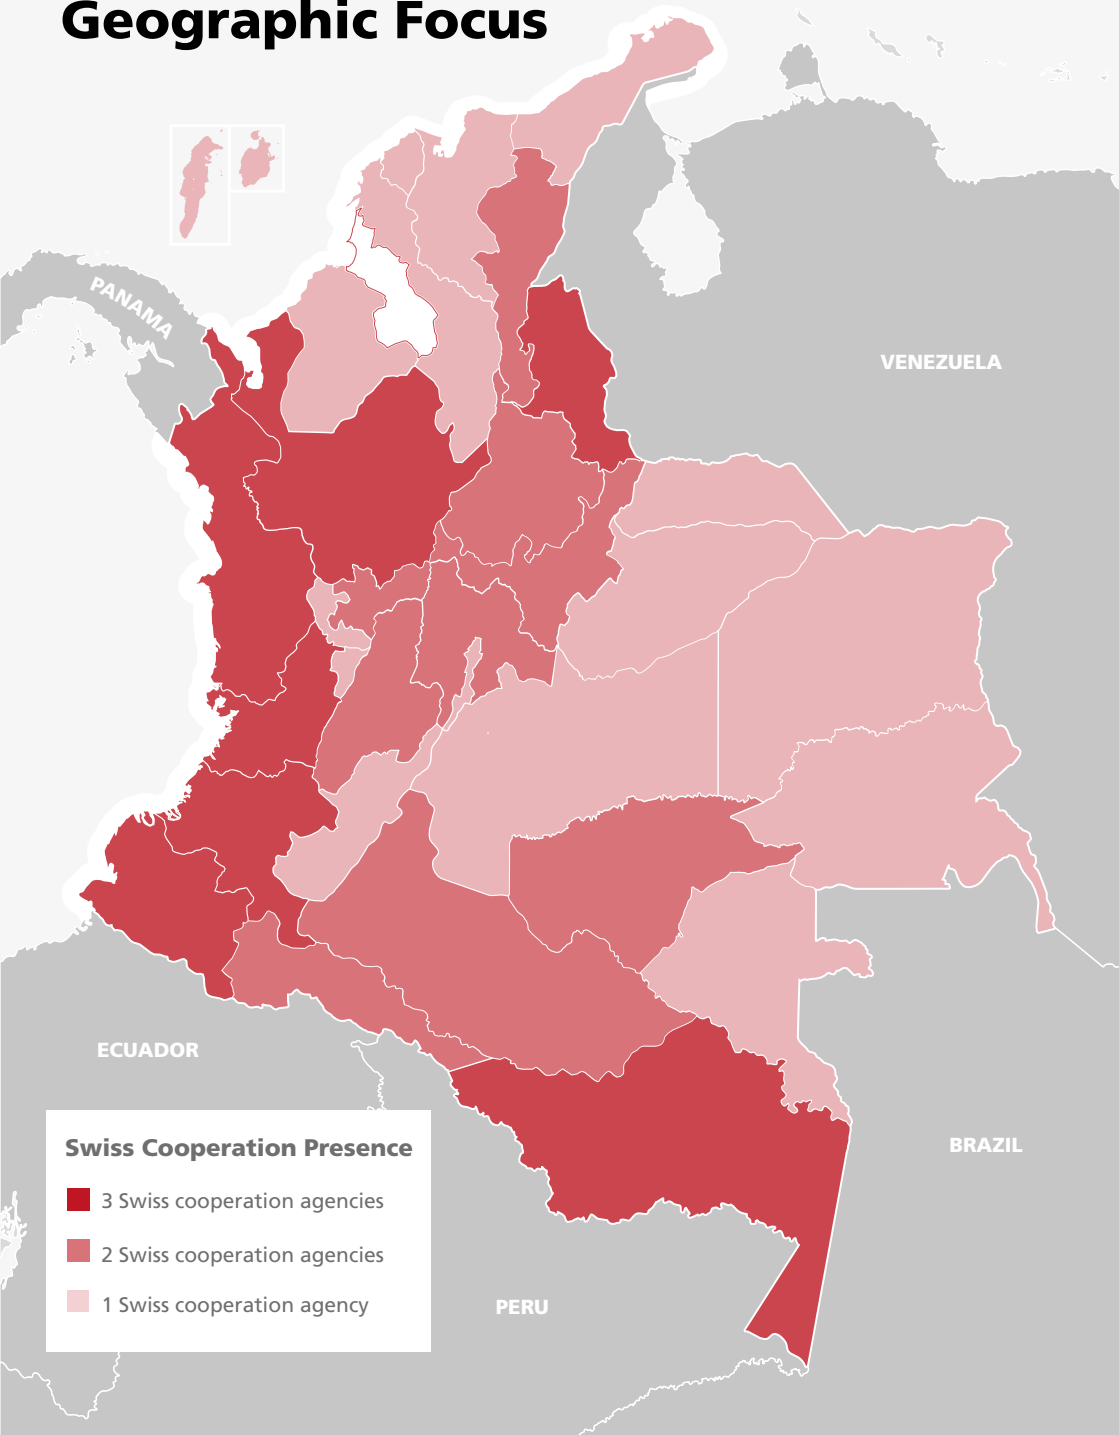 Geographic Focus
PANAMA
VENEZUELA
ECUADOR
BRAZIL
PERU
Swiss Cooperation Presence
3 Swiss cooperation agencies
2 Swiss cooperation agencies
1 Swiss cooperation agency